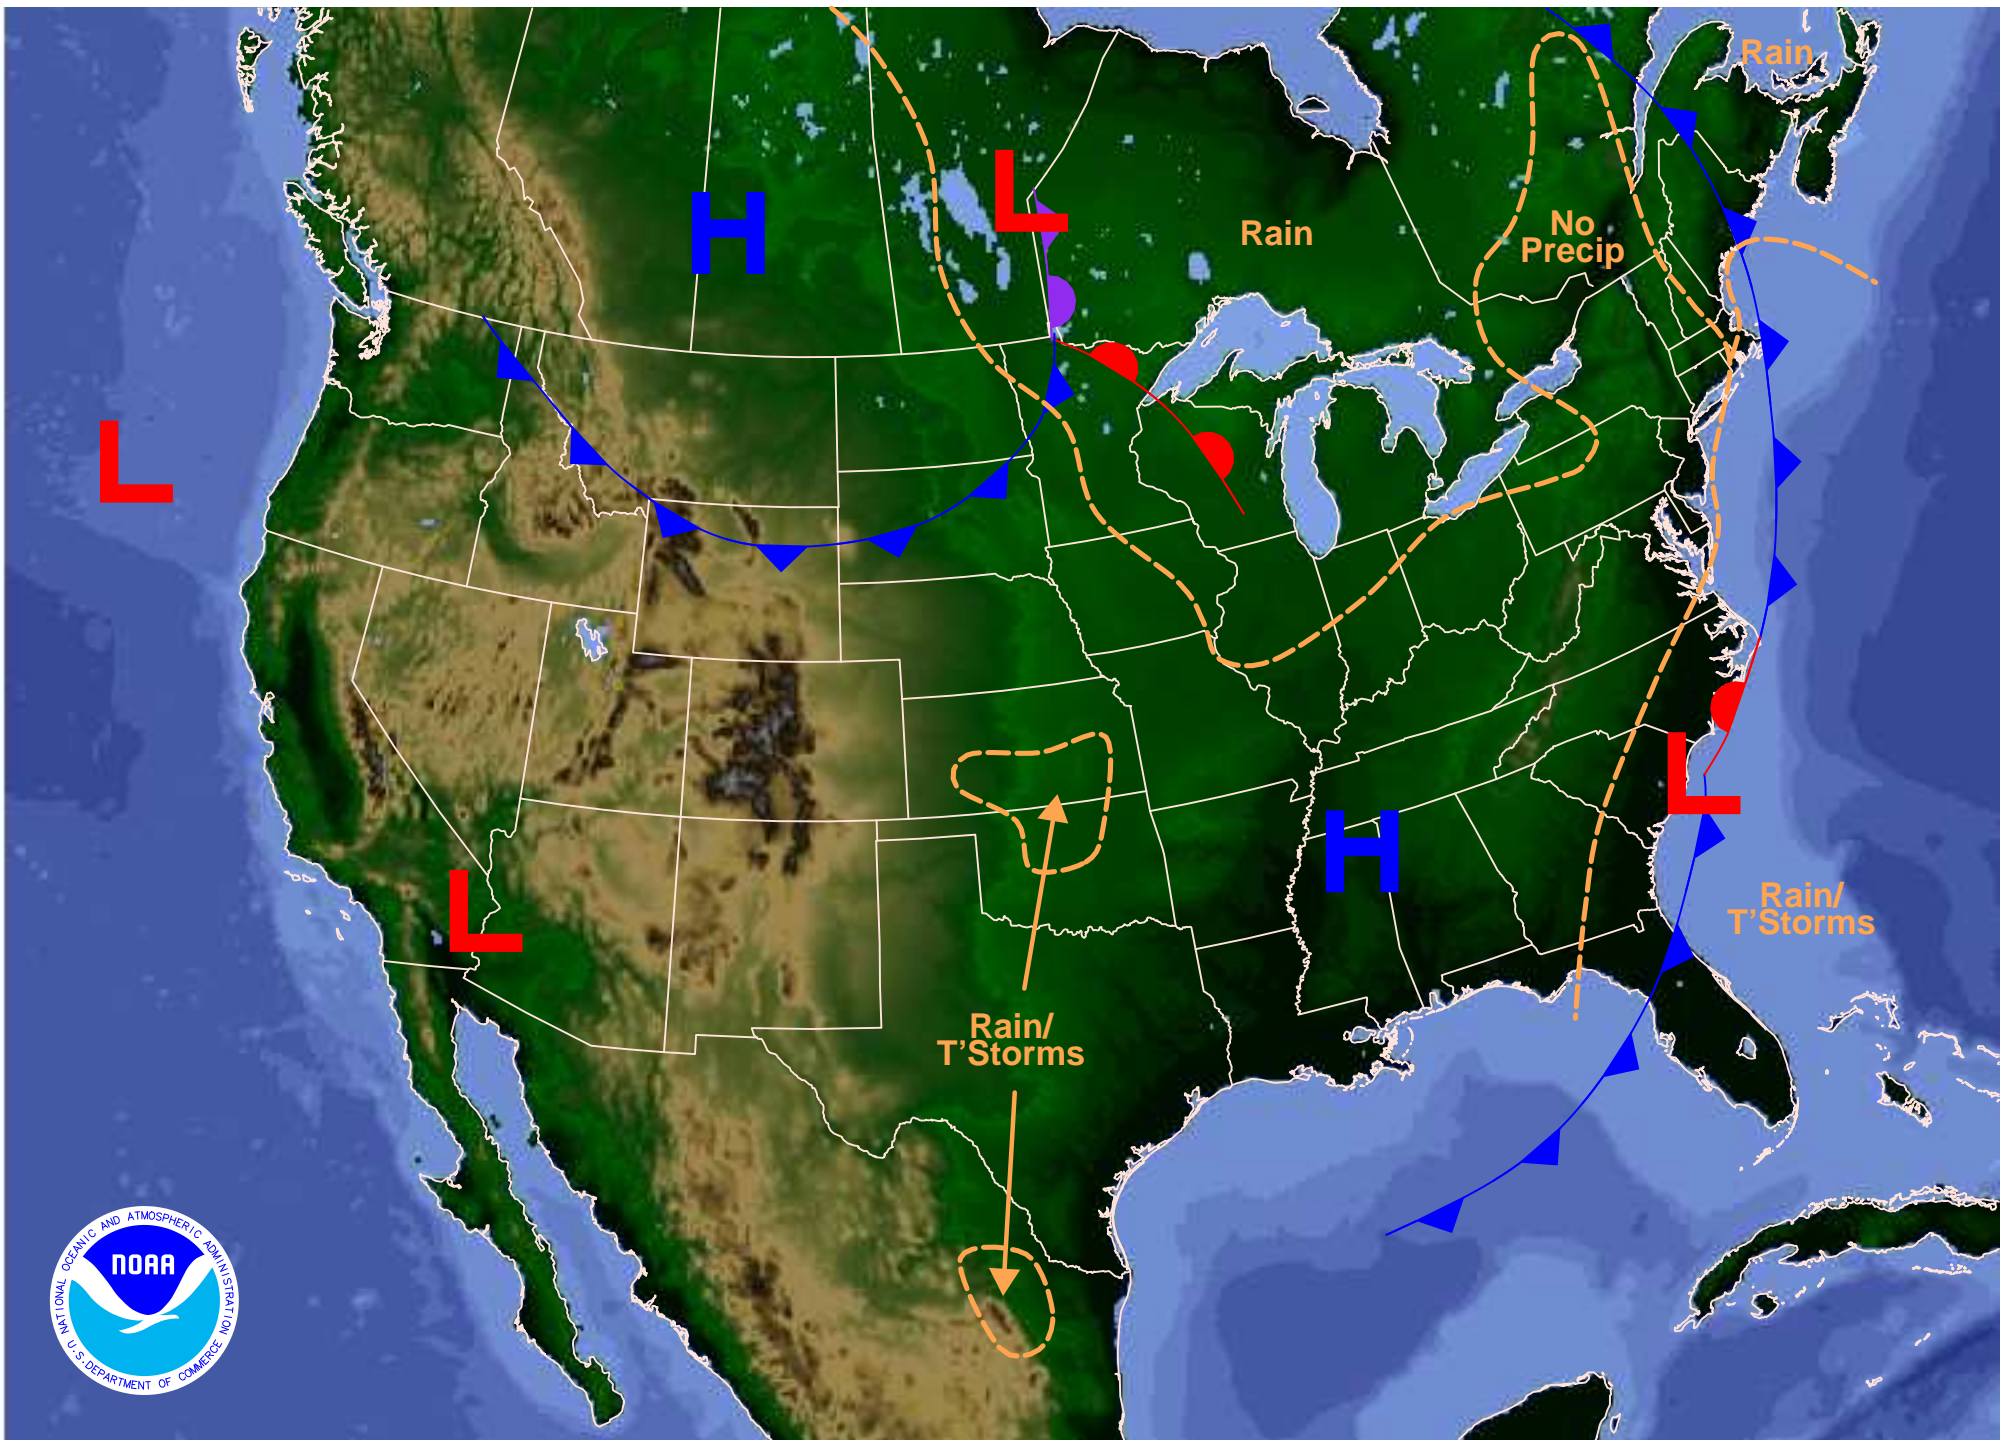 Rain
L
H
No
Rain
Precip
L
L
H
L
Rain/
T'Storms
Rain/
T'Storms
NATIONAL OCEANIC AND ATMOSPHERIC ADMINISTRATION
NOAA
U.S. DEPARTMENT OF COMMERCE